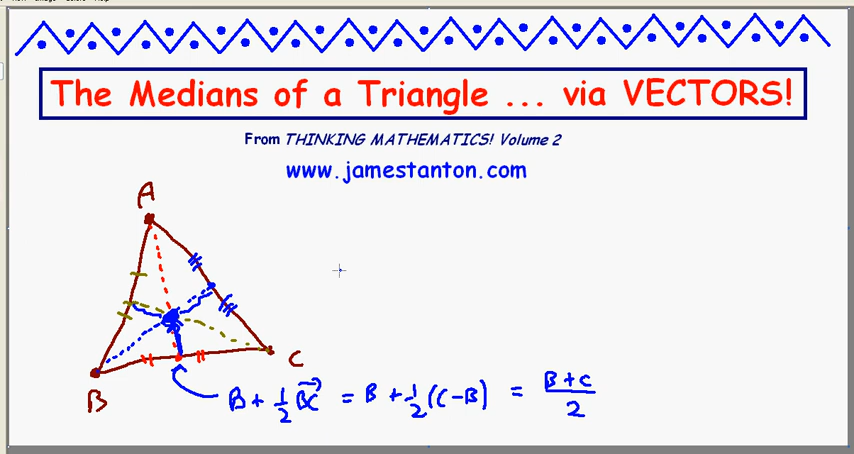 The Medians of a Triangle ... via VECTORS!
From THINKING MATHEMATICS! Volume 2
www.jamestanton.com
A
C
B
B + 1/2 \overrightarrow{BC} = B + 1/2 (C - B) = B + C / 2